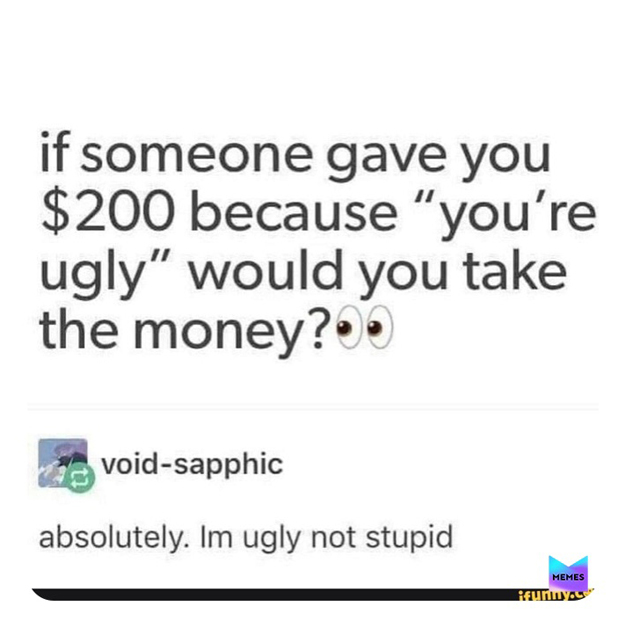 if someone gave you
$200 because “you’re
ugly” would you take
the money?👀
void-sapphic
absolutely. Im ugly not stupid
MEMES